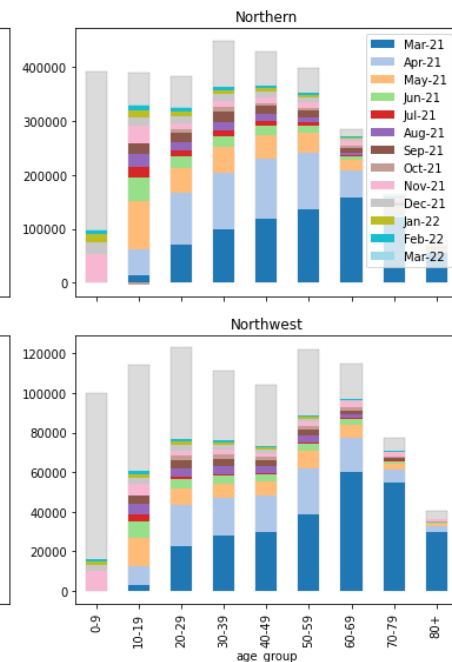 Northern
400000
300000
200000
100000
0
Mar-21
Apr-21
May-21
Jun-21
Jul-21
Aug-21
Sep-21
Oct-21
Nov-21
Dec-21
Jan-22
Feb-22
Mar-22
Northwest
120000
100000
80000
60000
40000
20000
0
0-9
10-19
20-29
30-39
40-49
50-59
60-69
70-79
80+
age_group